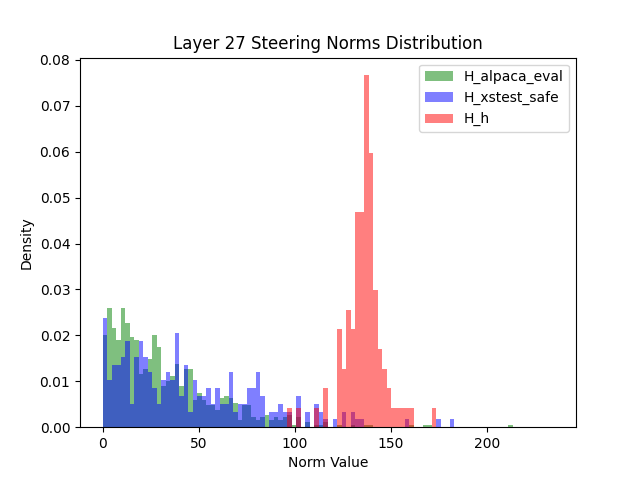 Layer 27 Steering Norms Distribution
H_alpaca_eval
H_xstest_safe
H_h
0.08
0.07
0.06
0.05
0.04
0.03
0.02
0.01
0.00
Density
0 50 100 150 200
Norm Value